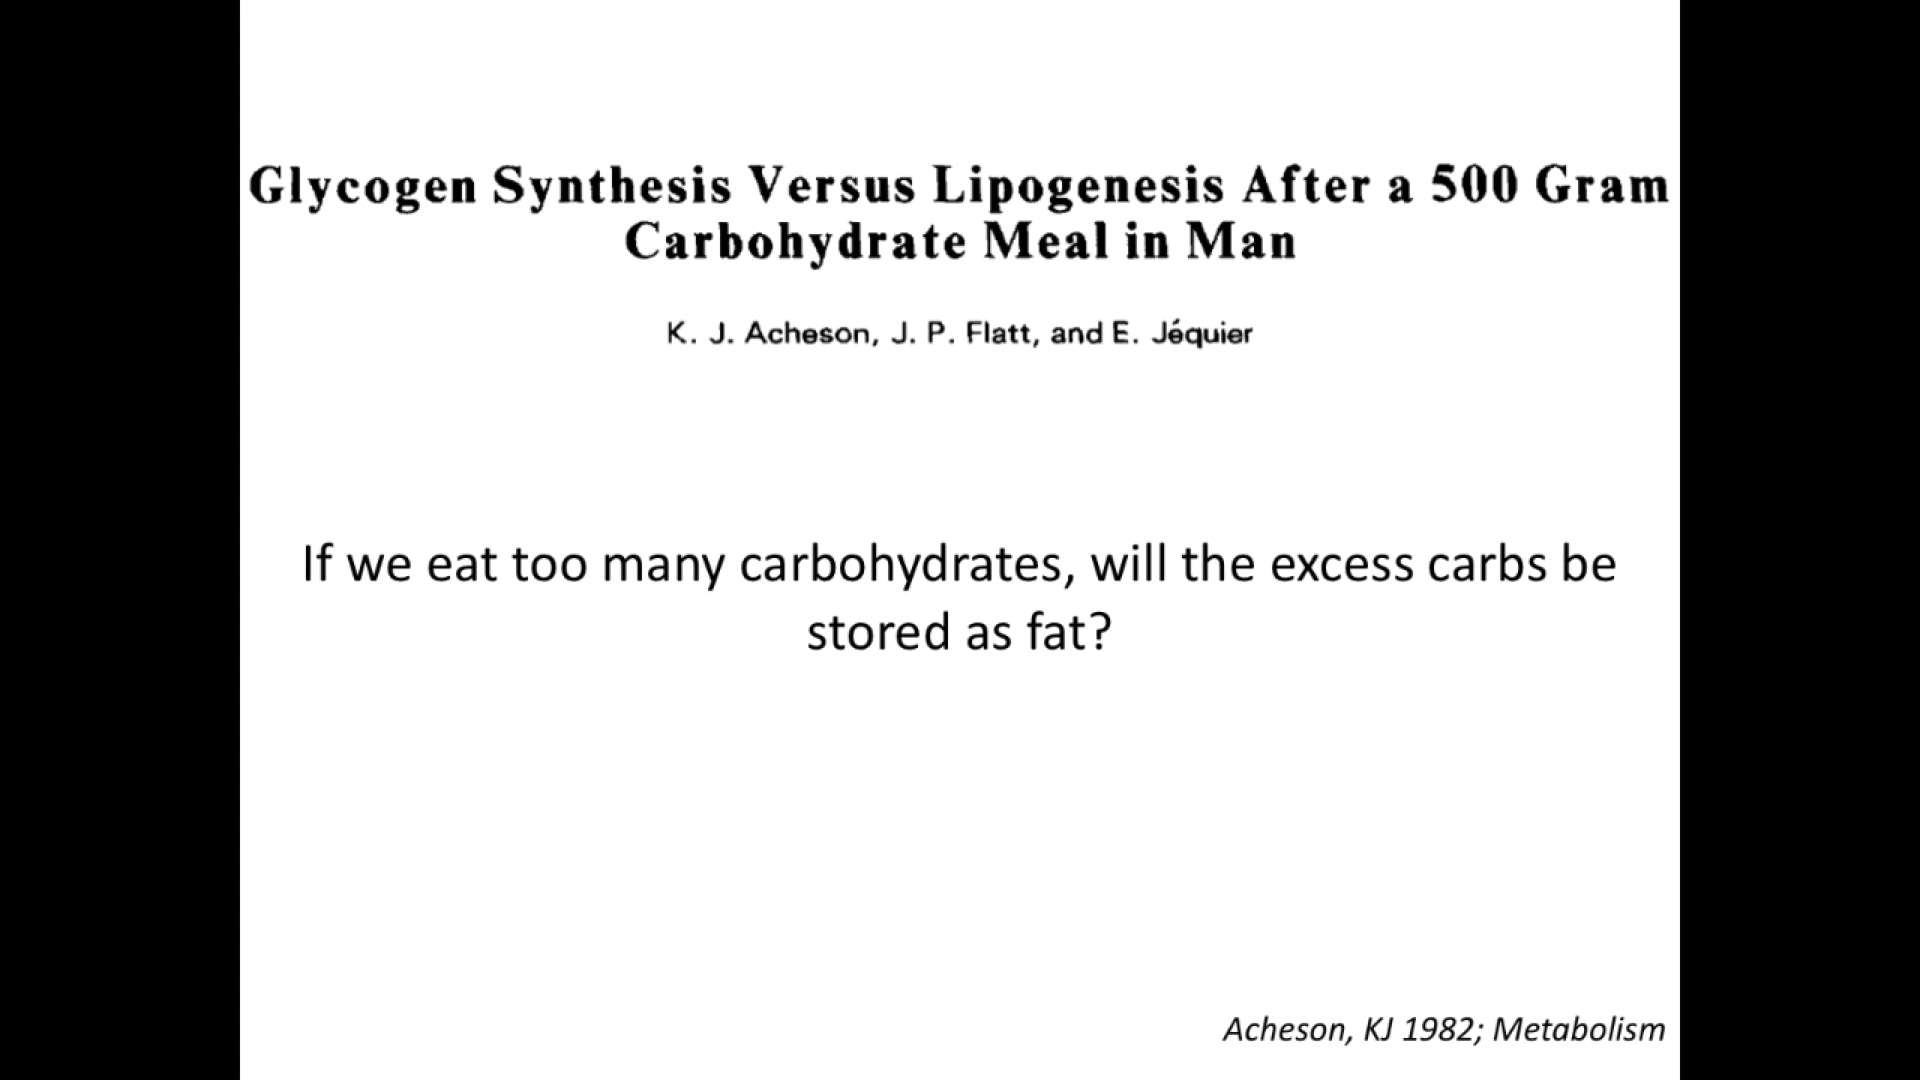 Glycogen Synthesis Versus Lipogenesis After a 500 Gram
Carbohydrate Meal in Man
K. J. Acheson, J. P. Flatt, and E. Jéquier
If we eat too many carbohydrates, will the excess carbs be
stored as fat?
Acheson, KJ 1982; Metabolism